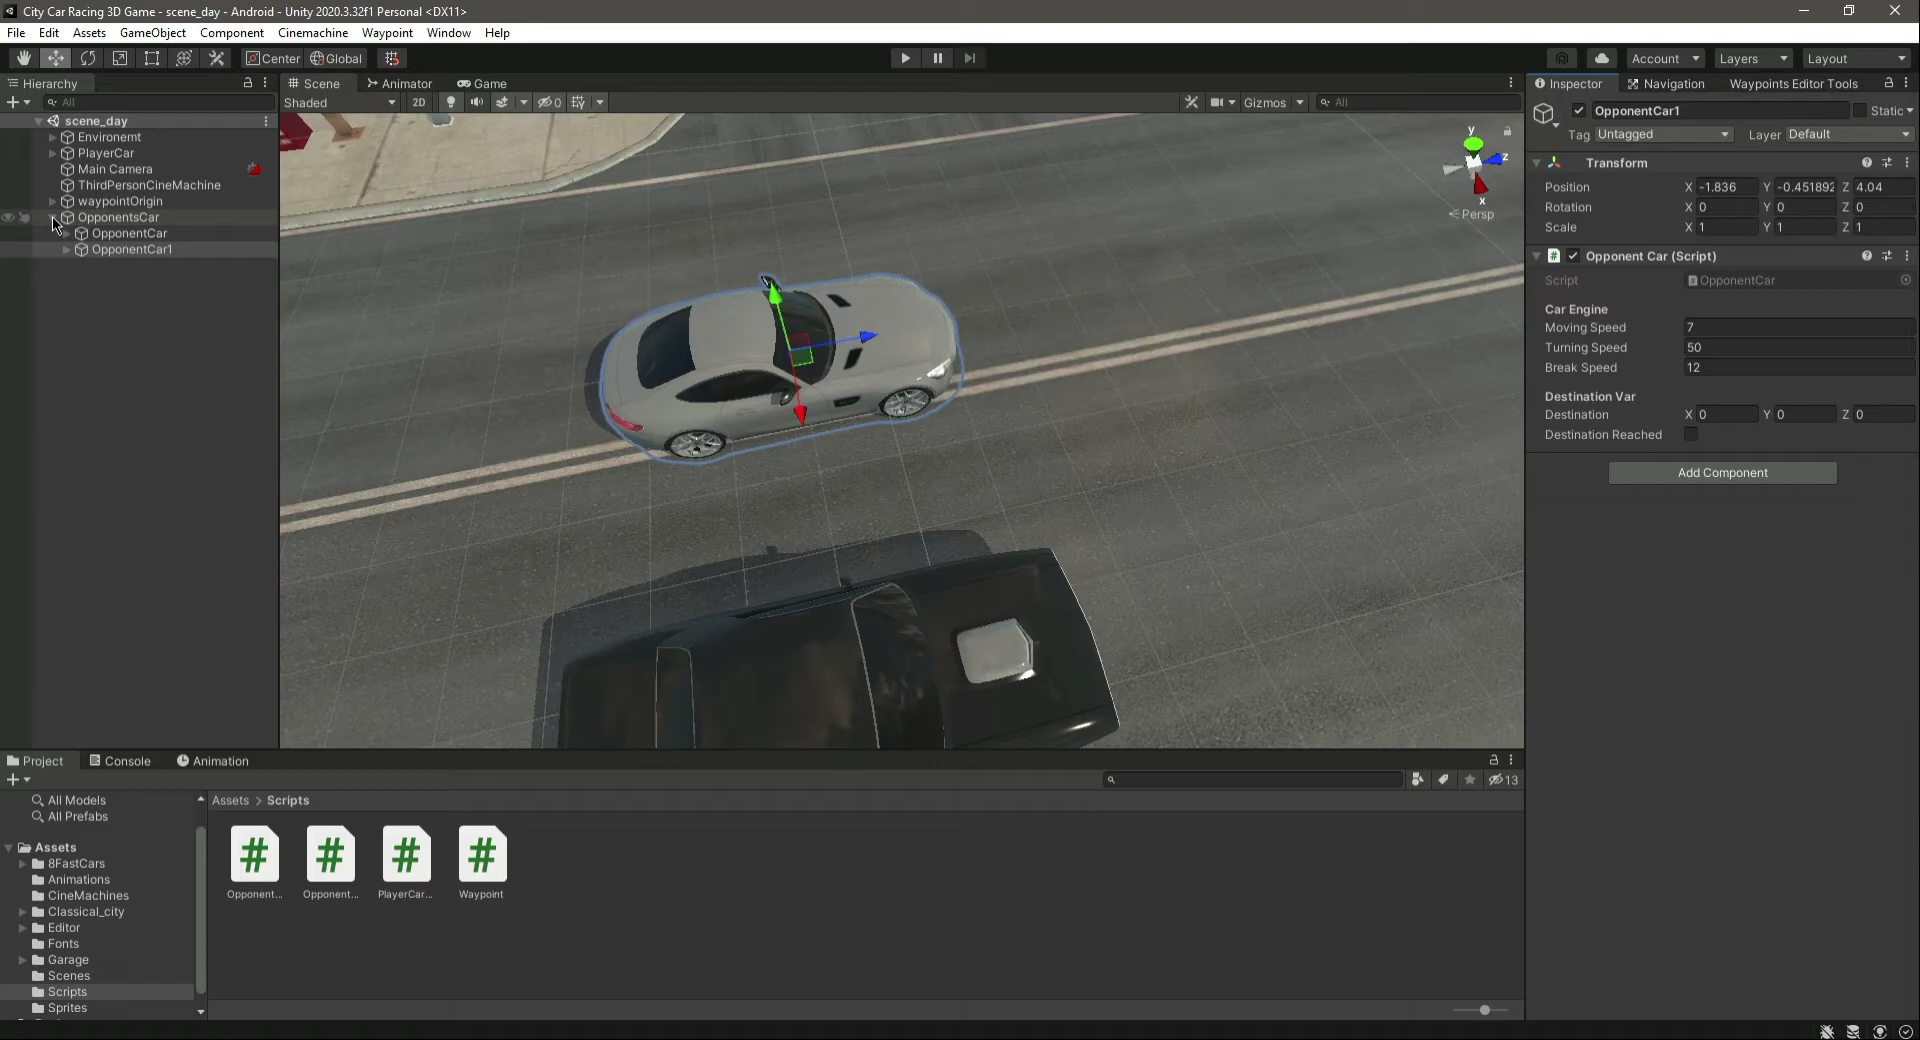 City Car Racing 3D Game - scene_day - Android - Unity 2020.3.32f1 Personal <DX11>
File Edit Assets GameObject Component Cinemachine Waypoint Window Help
Center Global Account Layers Layout
Hierarchy Scene Animator Game Inspector Navigation Waypoints Editor Tools
All Shaded 2D 0 Gizmos All
scene_day
Environemt
PlayerCar
Main Camera
ThirdPersonCineMachine
waypointOrigin
OpponentsCar
OpponentCar
OpponentCar1
y
z
x
Persp
OpponentCar1 Static
Tag Untagged Layer Default
Transform
Position X -1.836 Y -0.451892 Z 4.04
Rotation X 0 Y 0 Z 0
Scale X 1 Y 1 Z 1
Opponent Car (Script)
Script OpponentCar
Car Engine
Moving Speed 7
Turning Speed 50
Break Speed 12
Destination Var
Destination X 0 Y 0 Z 0
Destination Reached
Add Component
Project Console Animation
13
All Models
All Prefabs
Assets
8FastCars
Animations
CineMachines
Classical_city
Editor
Fonts
Garage
Scenes
Scripts
Sprites
Assets > Scripts
# # # #
Opponent... Opponent... PlayerCar... Waypoint